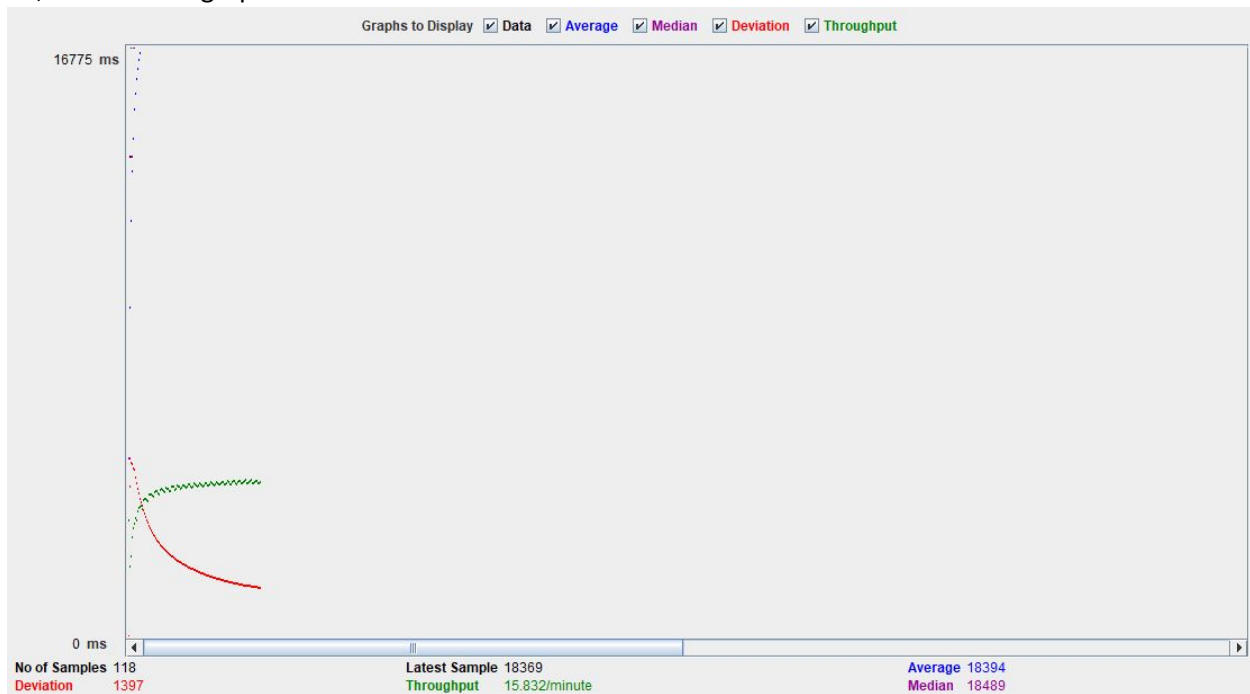 Graphs to Display Data Average Median Deviation Throughput
16775 ms
0 ms
No of Samples 118 Latest Sample 18369 Average 18394
Deviation 1397 Throughput 15.832/minute Median 18489